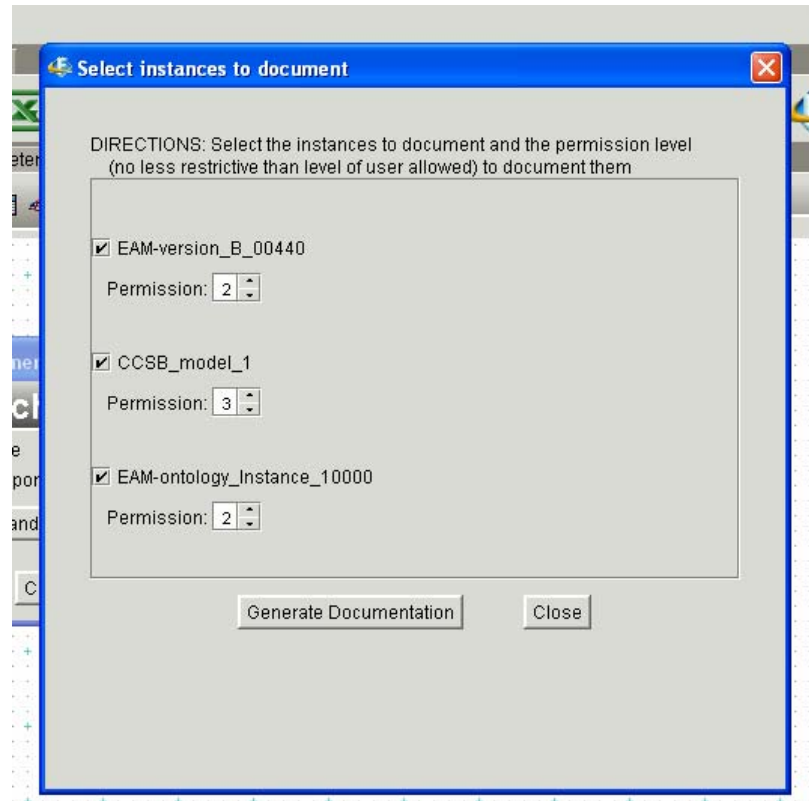 Select instances to document
DIRECTIONS: Select the instances to document and the permission level
(no less restrictive than level of user allowed) to document them
EAM-version_B_00440
Permission: 2
CCSB_model_1
Permission: 3
EAM-ontology_Instance_10000
Permission: 2
Generate Documentation Close